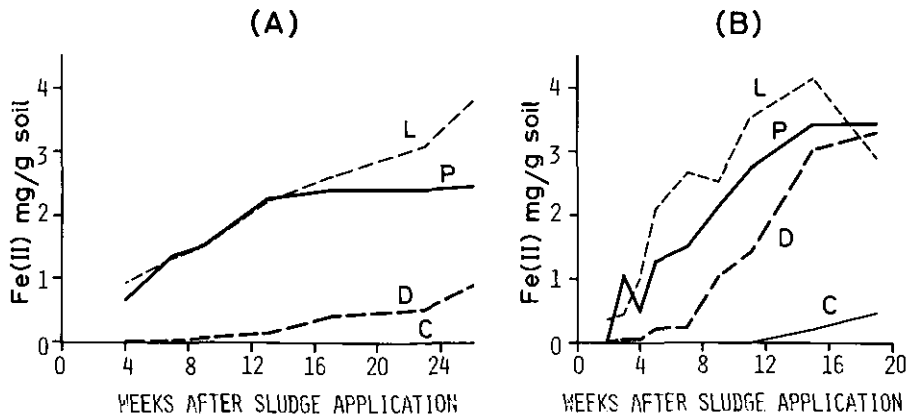 (A)
Fe(II) mg/g soil
4
3
2
1
0
0 4 8 12 16 20 24
L
P
D
C
WEEKS AFTER SLUDGE APPLICATION
(B)
Fe(II) mg/g soil
4
3
2
1
0
0 4 8 12 16 20
L
P
D
C
WEEKS AFTER SLUDGE APPLICATION